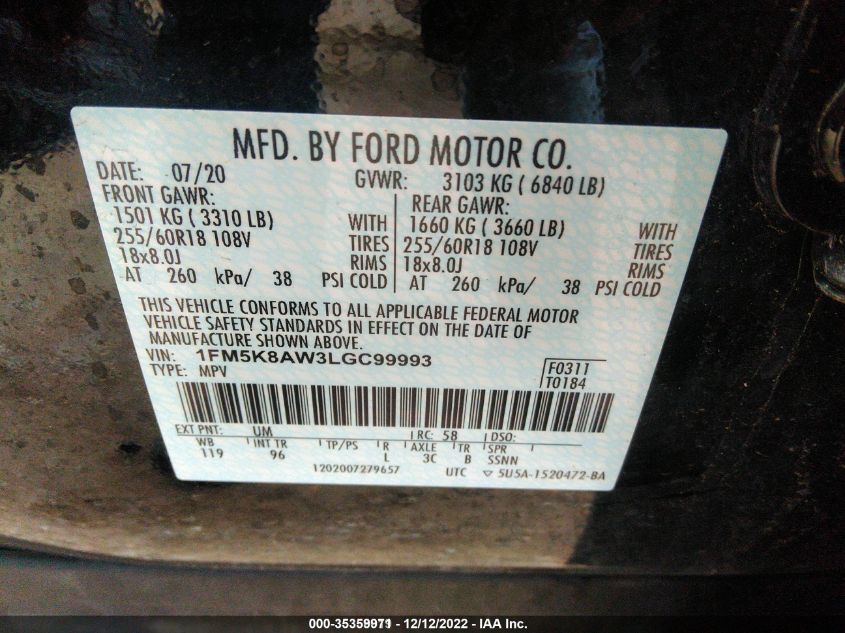 MFD. BY FORD MOTOR CO.
DATE: 07/20 GVWR: 3103 KG ( 6840 LB)
FRONT GAWR: REAR GAWR:
1501 KG ( 3310 LB) WITH 1660 KG ( 3660 LB) WITH
255/60R18 108V TIRES 255/60R18 108V TIRES
18x8.0J RIMS 18x8.0J RIMS
AT 260 kPa/ 38 PSI COLD AT 260 kPa/ 38 PSI COLD
THIS VEHICLE CONFORMS TO ALL APPLICABLE FEDERAL MOTOR
VEHICLE SAFETY STANDARDS IN EFFECT ON THE DATE OF
MANUFACTURE SHOWN ABOVE.
VIN: 1FM5K8AW3LGC99993 F0311
TYPE: MPV T0184
EXT PNT: UM RC: 58 DSO:
WB INT TR TP/PS R AXLE TR SPR
119 96 L 3C B SSNN
1202007279657 UTC ▽ 5U5A-1520472-BA
000-35359971 - 12/12/2022 - IAA Inc.